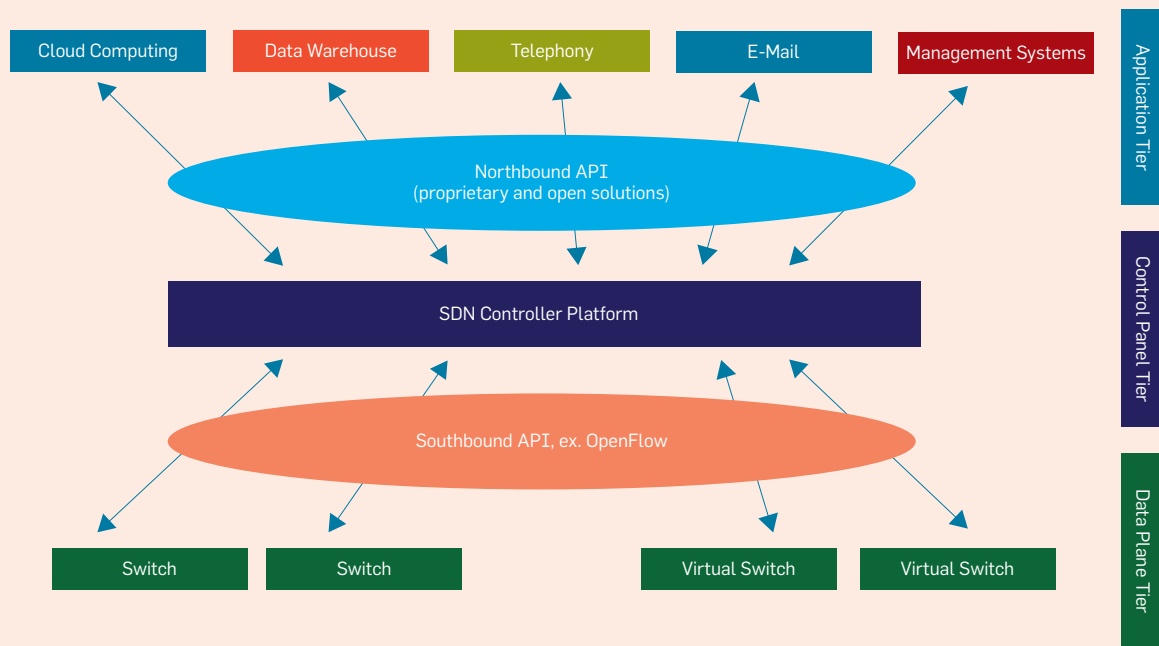 Cloud Computing
Data Warehouse
Telephony
E-Mail
Management Systems
Application Tier
Northbound API
(proprietary and open solutions)
SDN Controller Platform
Control Panel Tier
Southbound API, ex. OpenFlow
Switch
Switch
Virtual Switch
Virtual Switch
Data Plane Tier